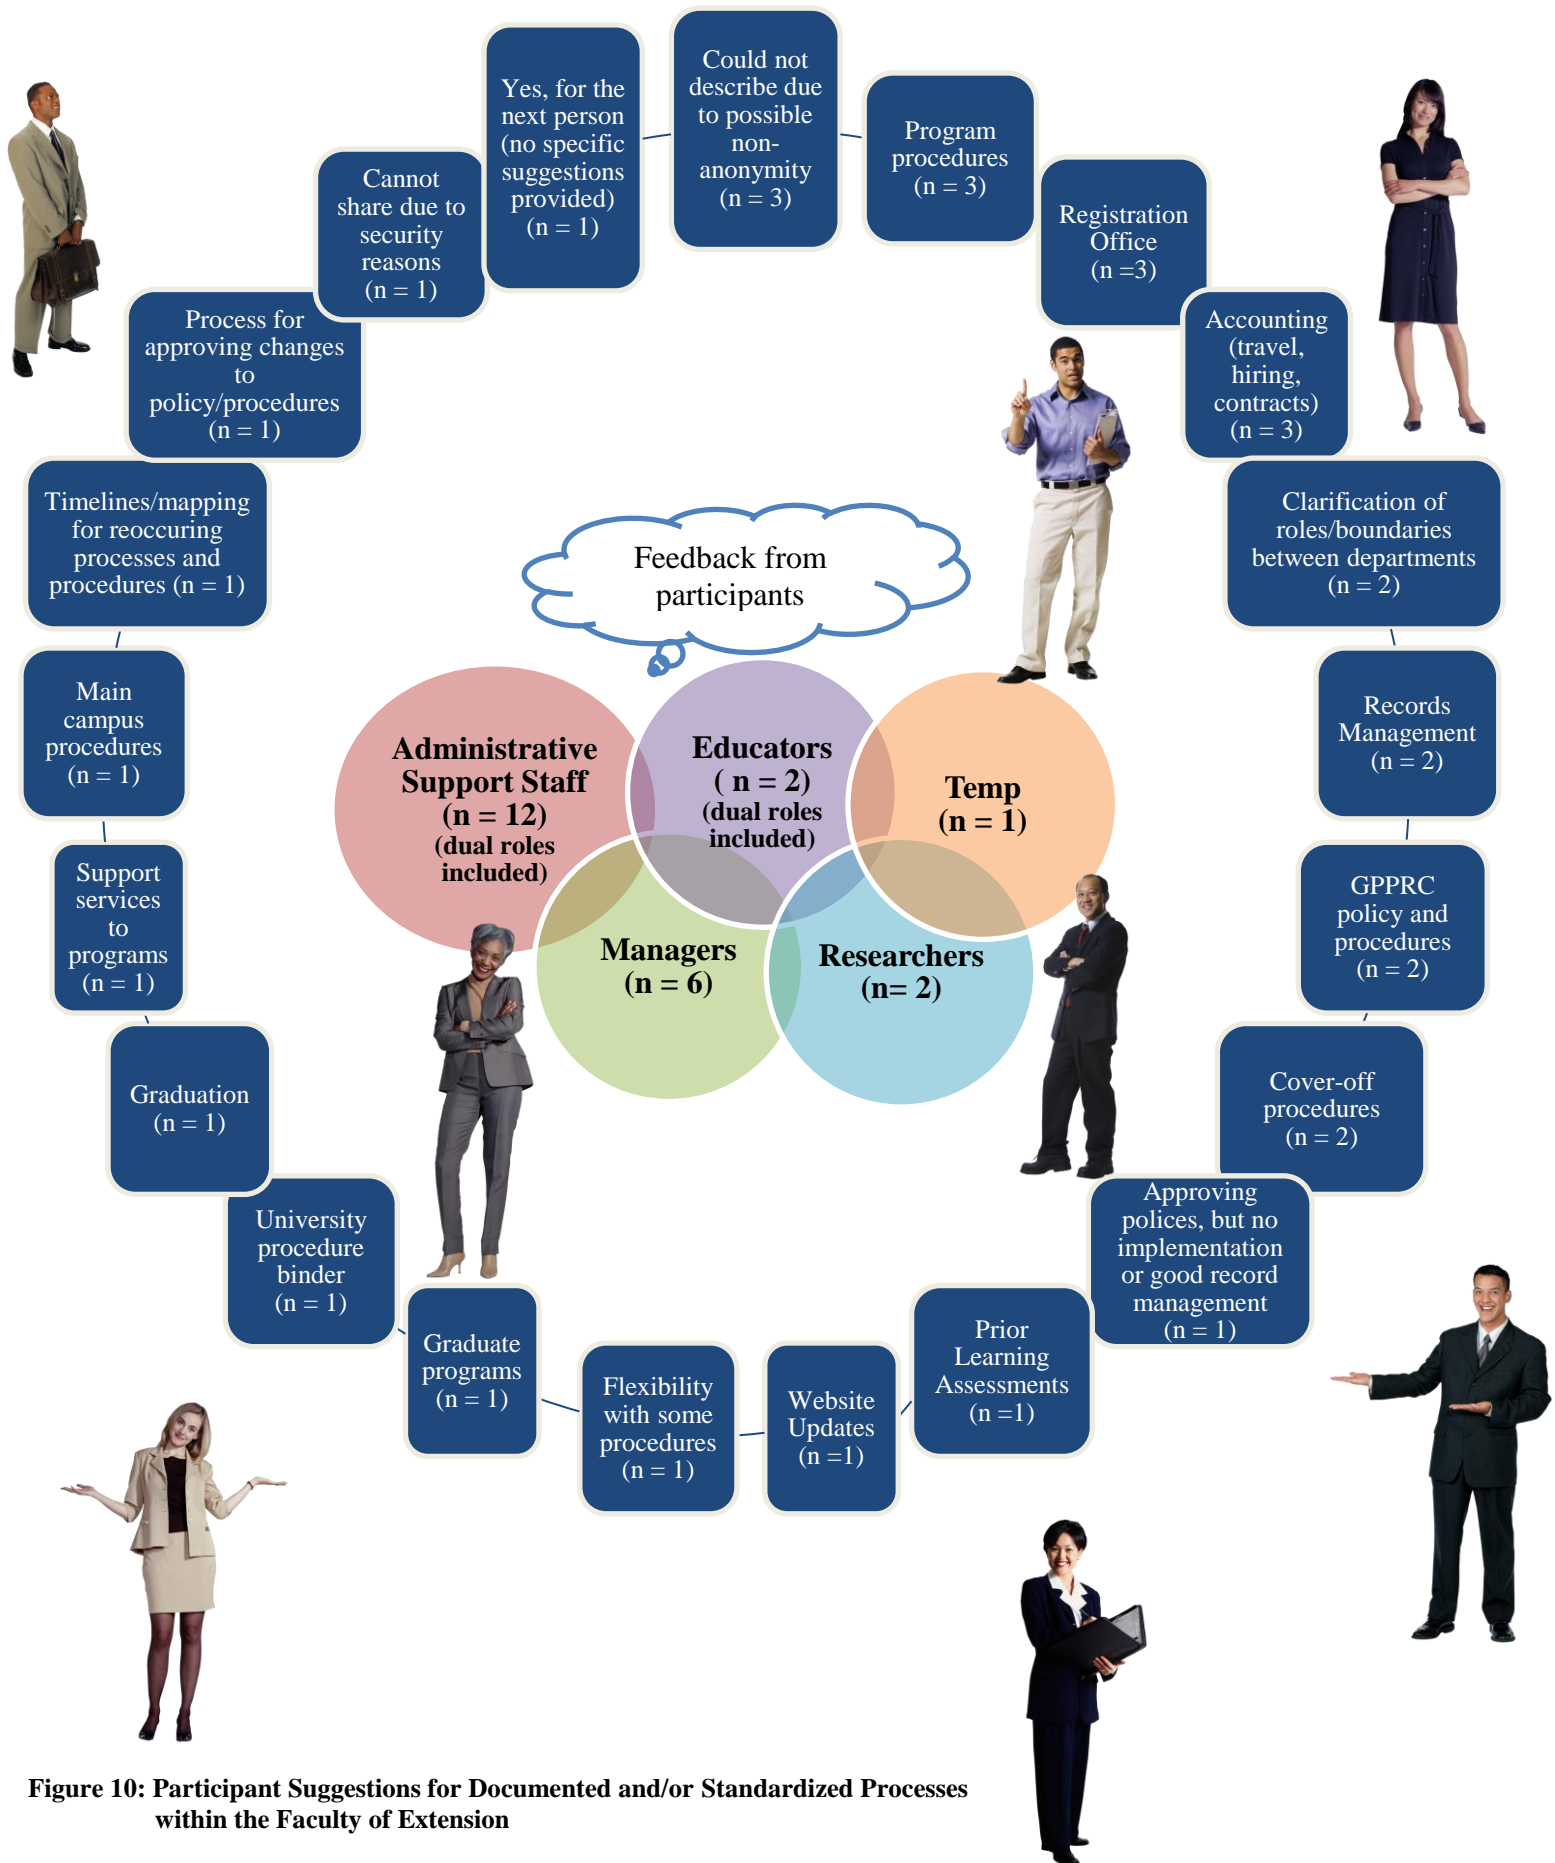 Could not
describe due
to possible
non-
anonymity
(n = 3)
Program
procedures
(n = 3)
Registration
Office
(n =3)
Accounting
(travel,
hiring,
contracts)
(n = 3)
Clarification of
roles/boundaries
between departments
(n = 2)
Records
Management
(n = 2)
GPPRC
policy and
procedures
(n = 2)
Cover-off
procedures
(n = 2)
Approving
polices, but no
implementation
or good record
management
(n = 1)
Prior
Learning
Assessments
(n =1)
Website
Updates
(n =1)
Flexibility
with some
procedures
(n = 1)
Graduate
programs
(n = 1)
University
procedure
binder
(n = 1)
Graduation
(n = 1)
Support
services
to
programs
(n = 1)
Main
campus
procedures
(n = 1)
Timelines/mapping
for reoccuring
processes and
procedures (n = 1)
Process for
approving changes
to
policy/procedures
(n = 1)
Cannot
share due to
security
reasons
(n = 1)
Yes, for the
next person
(no specific
suggestions
provided)
(n = 1)
Feedback from
participants
Administrative
Support Staff
(n = 12)
(dual roles
included)
Educators
( n = 2)
(dual roles
included)
Temp
(n = 1)
Managers
(n = 6)
Researchers
(n= 2)
Figure 10: Participant Suggestions for Documented and/or Standardized Processes
within the Faculty of Extension